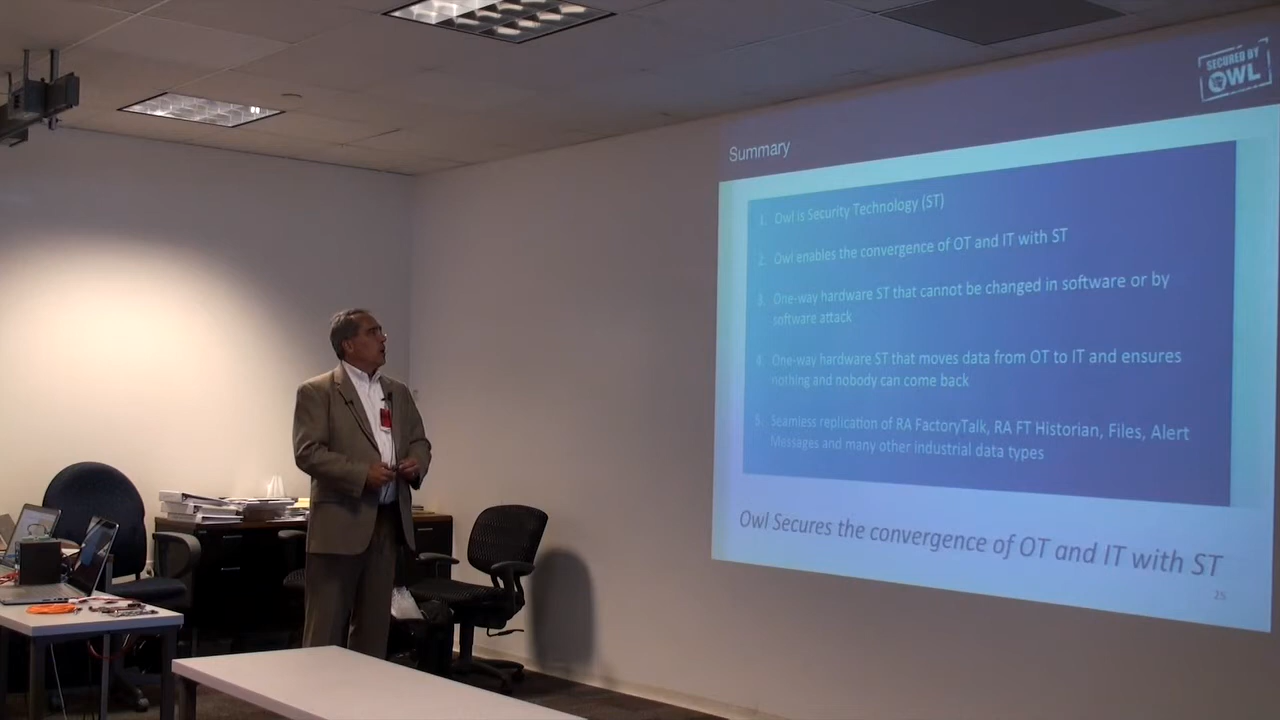 SECURED BY
OWL
Summary
1. Owl is Security Technology (ST)
2. Owl enables the convergence of OT and IT with ST
3. One-way hardware ST that cannot be changed in software or by
software attack
4. One-way hardware ST that moves data from OT to IT and ensures
nothing and nobody can come back
5. Seamless replication of RA FactoryTalk, RA FT Historian, Files, Alert
Messages and many other industrial data types
Owl Secures the convergence of OT and IT with ST
25